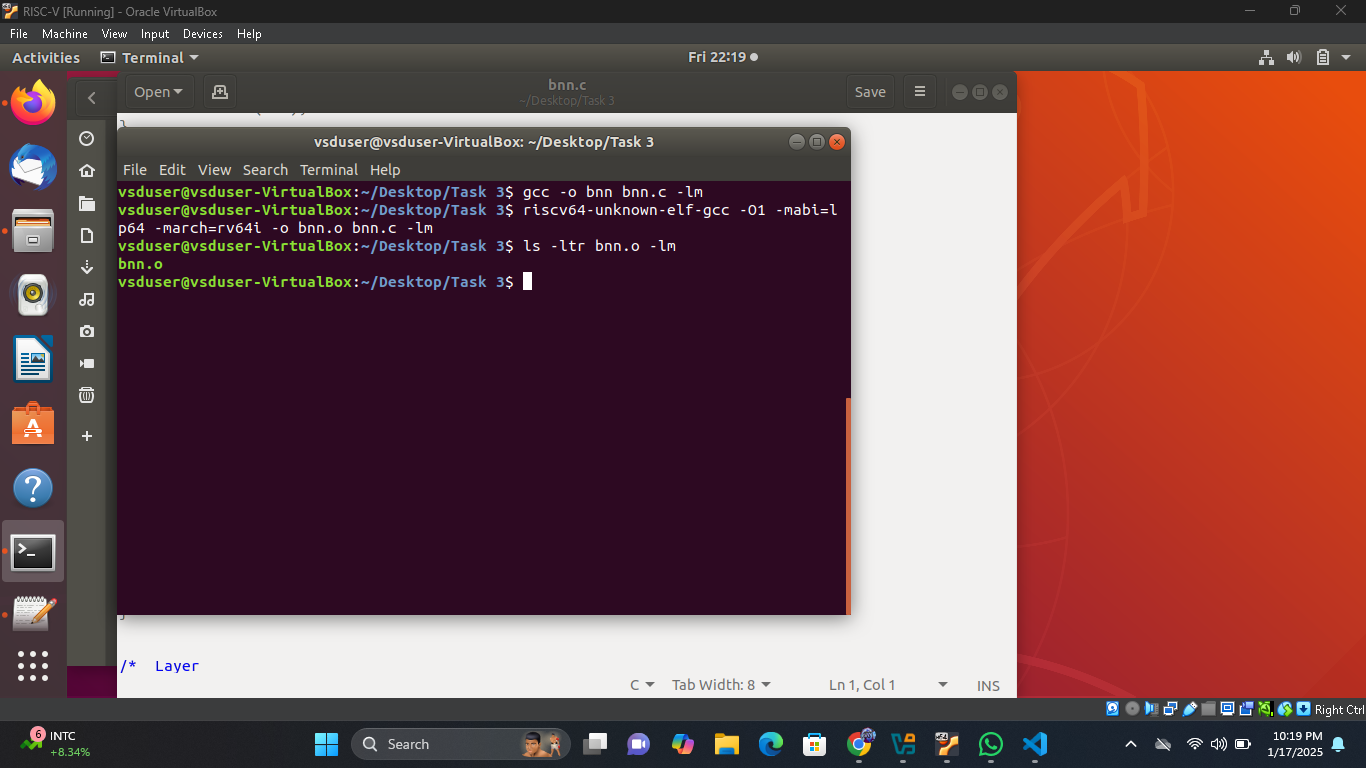 RISC-V [Running] - Oracle VirtualBox
File Machine View Input Devices Help
Activities Terminal Fri 22:19
Open bnn.c Save
~/Desktop/Task 3
}
vsduser@vsduser-VirtualBox: ~/Desktop/Task 3
File Edit View Search Terminal Help
vsduser@vsduser-VirtualBox:~/Desktop/Task 3$ gcc -o bnn bnn.c -lm
vsduser@vsduser-VirtualBox:~/Desktop/Task 3$ riscv64-unknown-elf-gcc -O1 -mabi=l
p64 -march=rv64i -o bnn.o bnn.c -lm
vsduser@vsduser-VirtualBox:~/Desktop/Task 3$ ls -ltr bnn.o -lm
bnn.o
vsduser@vsduser-VirtualBox:~/Desktop/Task 3$
}
/* Layer
C Tab Width: 8 Ln 1, Col 1 INS
Right Ctrl
6 INTC
+8.34%
Search
10:19 PM
1/17/2025